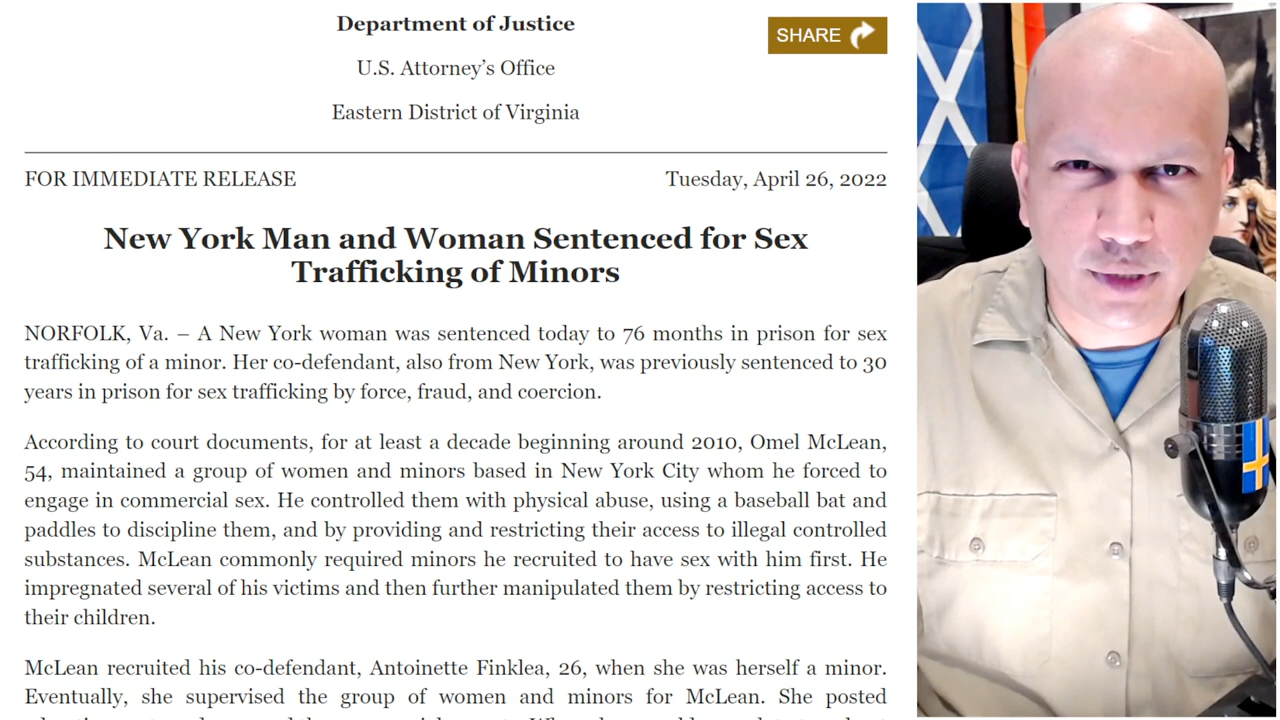 Department of Justice
SHARE
U.S. Attorney’s Office
Eastern District of Virginia
FOR IMMEDIATE RELEASE
Tuesday, April 26, 2022
New York Man and Woman Sentenced for Sex
Trafficking of Minors
NORFOLK, Va. – A New York woman was sentenced today to 76 months in prison for sex
trafficking of a minor. Her co-defendant, also from New York, was previously sentenced to 30
years in prison for sex trafficking by force, fraud, and coercion.
According to court documents, for at least a decade beginning around 2010, Omel McLean,
54, maintained a group of women and minors based in New York City whom he forced to
engage in commercial sex. He controlled them with physical abuse, using a baseball bat and
paddles to discipline them, and by providing and restricting their access to illegal controlled
substances. McLean commonly required minors he recruited to have sex with him first. He
impregnated several of his victims and then further manipulated them by restricting access to
their children.
McLean recruited his co-defendant, Antoinette Finklea, 26, when she was herself a minor.
Eventually, she supervised the group of women and minors for McLean. She posted